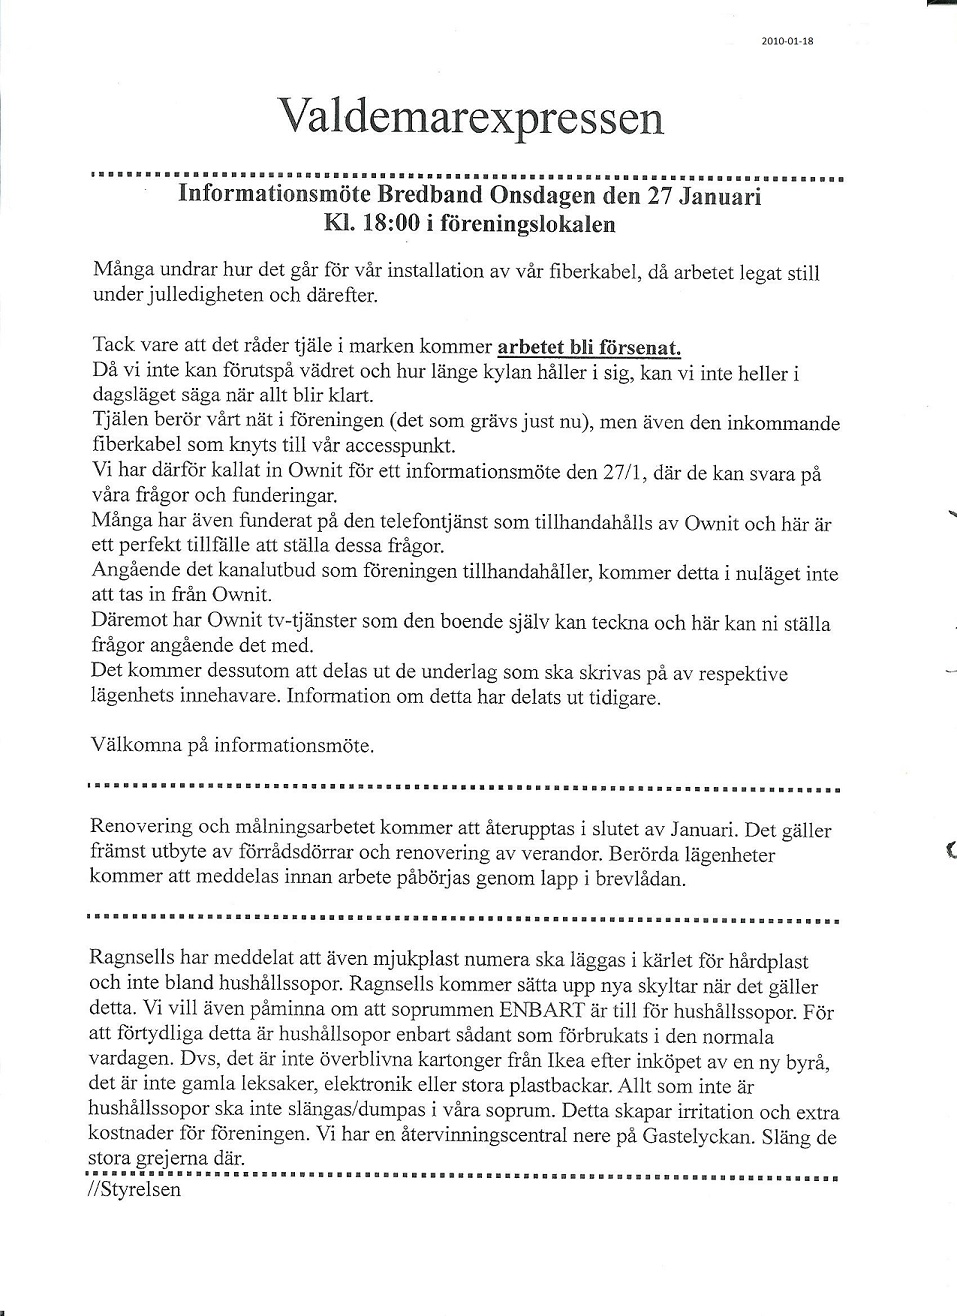 2010-01-18
Valdemarexpressen
Informationsmöte Bredband Onsdagen den 27 Januari
Kl. 18:00 i föreningslokalen
Många undrar hur det går för vår installation av vår fiberkabel, då arbetet legat still
under julledigheten och därefter.
Tack vare att det råder tjäle i marken kommer arbetet bli försenat.
Då vi inte kan förutspå vädret och hur länge kylan håller i sig, kan vi inte heller i
dagsläget säga när allt blir klart.
Tjälen berör vårt nät i föreningen (det som grävs just nu), men även den inkommande
fiberkabel som knyts till vår accesspunkt.
Vi har därför kallat in Ownit för ett informationsmöte den 27/1, där de kan svara på
våra frågor och funderingar.
Många har även funderat på den telefontjänst som tillhandahålls av Ownit och här är
ett perfekt tillfälle att ställa dessa frågor.
Angående det kanalutbud som föreningen tillhandahåller, kommer detta i nuläget inte
att tas in från Ownit.
Däremot har Ownit tv-tjänster som den boende själv kan teckna och här kan ni ställa
frågor angående det med.
Det kommer dessutom att delas ut de underlag som ska skrivas på av respektive
lägenhets innehavare. Information om detta har delats ut tidigare.
Välkomna på informationsmöte.
Renovering och målningsarbetet kommer att återupptas i slutet av Januari. Det gäller
främst utbyte av förrådsdörrar och renovering av verandor. Berörda lägenheter
kommer att meddelas innan arbete påbörjas genom lapp i brevlådan.
Ragnsells har meddelat att även mjukplast numera ska läggas i kärlet för hårdplast
och inte bland hushållssopor. Ragnsells kommer sätta upp nya skyltar när det gäller
detta. Vi vill även påminna om att soprummen ENBART är till för hushållssopor. För
att förtydliga detta är hushållsopor enbart sådant som förbrukats i den normala
vardagen. Dvs, det är inte överblivna kartonger från Ikea efter inköpet av en ny byrå,
det är inte gamla leksaker, elektronik eller stora plastbackar. Allt som inte är
hushållssopor ska inte slängas/dumpas i våra soprum. Detta skapar irritation och extra
kostnader för föreningen. Vi har en återvinningscentral nere på Gastelyckan. Släng de
stora grejerna där.
//Styrelsen